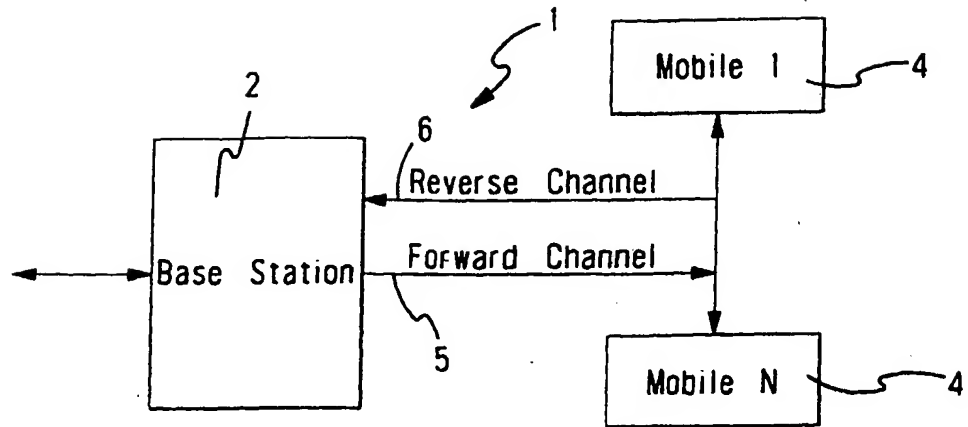 1
Mobile 1
4
2
6
Reverse Channel
Forward Channel
Base Station
5
Mobile N
4